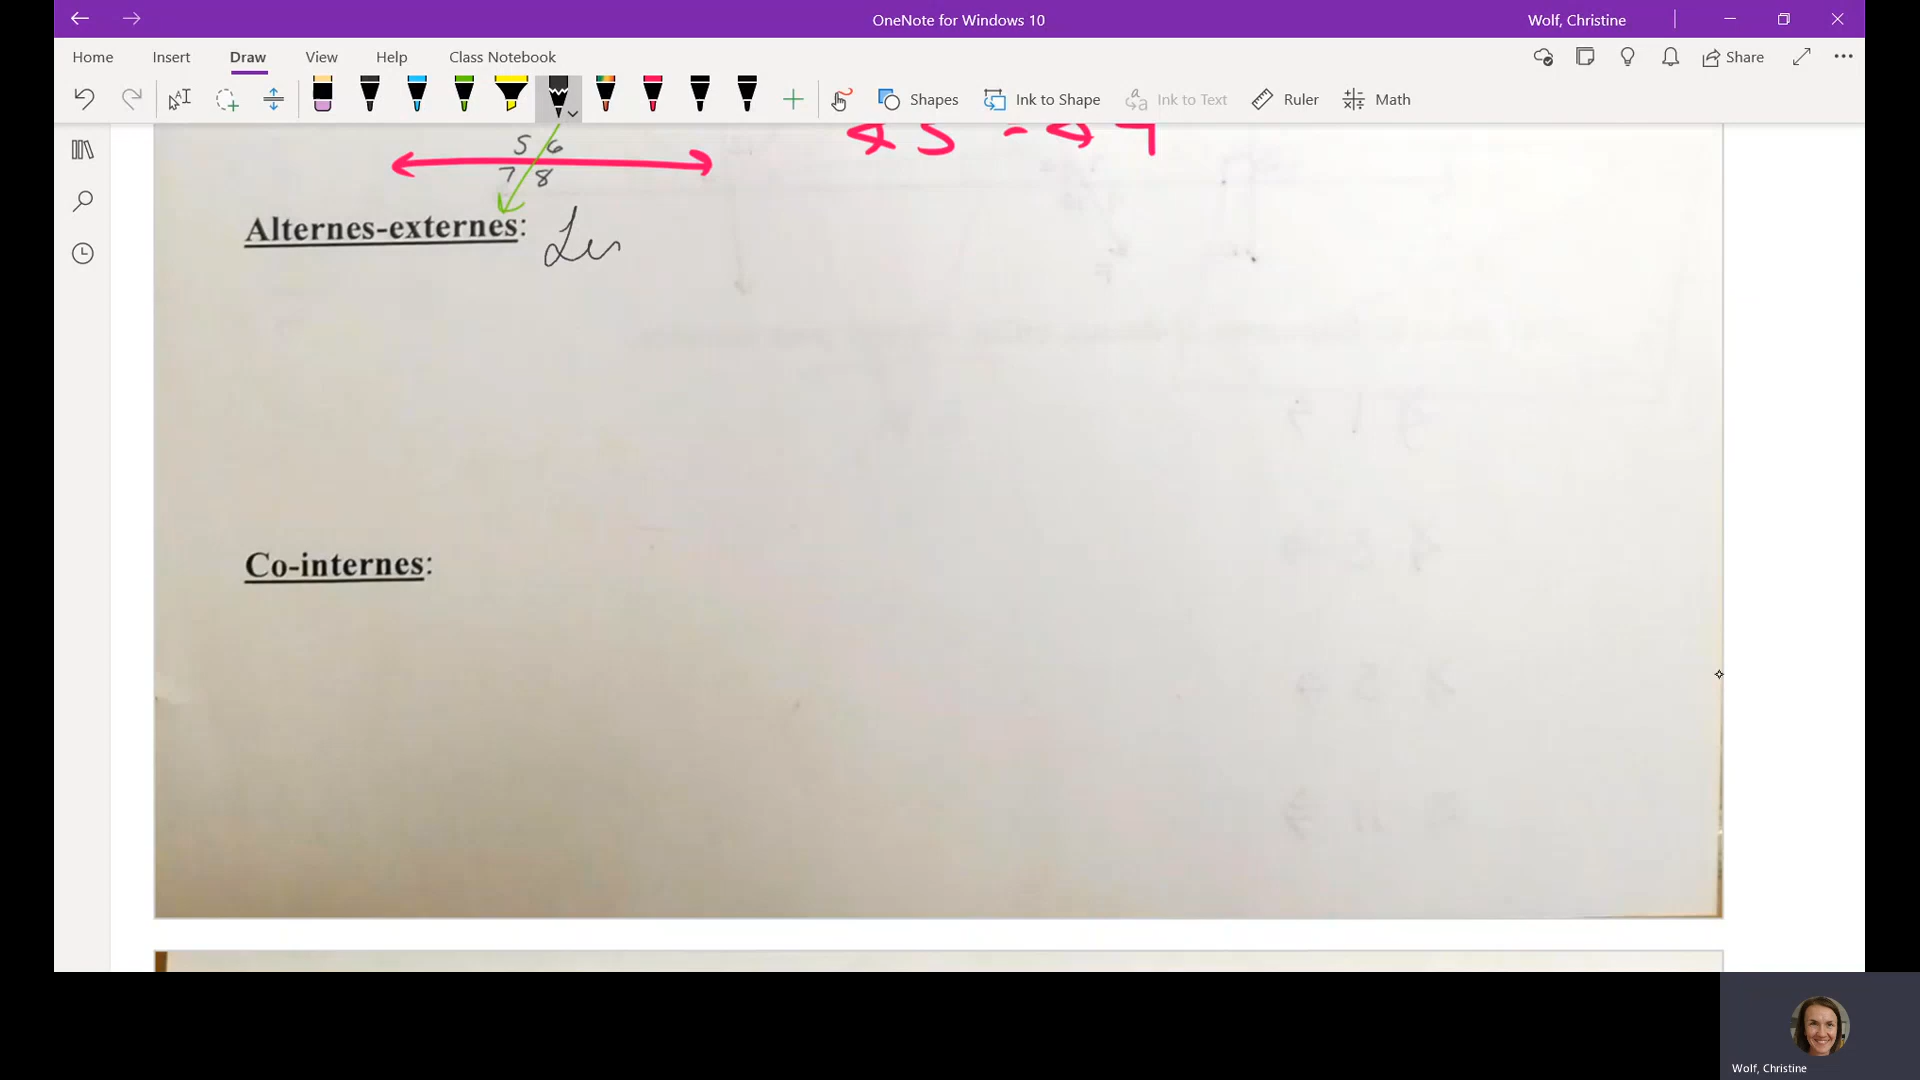 OneNote for Windows 10
Wolf, Christine
Home Insert Draw View Help Class Notebook
Share
Shapes
Ink to Shape
Ink to Text
Ruler
Math
5 6
7 8
Alternes-externes:
Co-internes:
Wolf, Christine